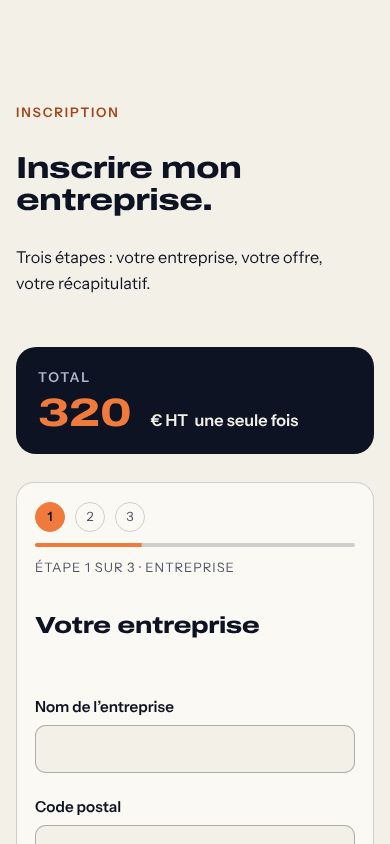 INSCRIPTION
Inscrire mon
entreprise.
Trois étapes : votre entreprise, votre offre,
votre récapitulatif.
TOTAL
320 € HT une seule fois
1 2 3
ÉTAPE 1 SUR 3 · ENTREPRISE
Votre entreprise
Nom de l’entreprise
Code postal